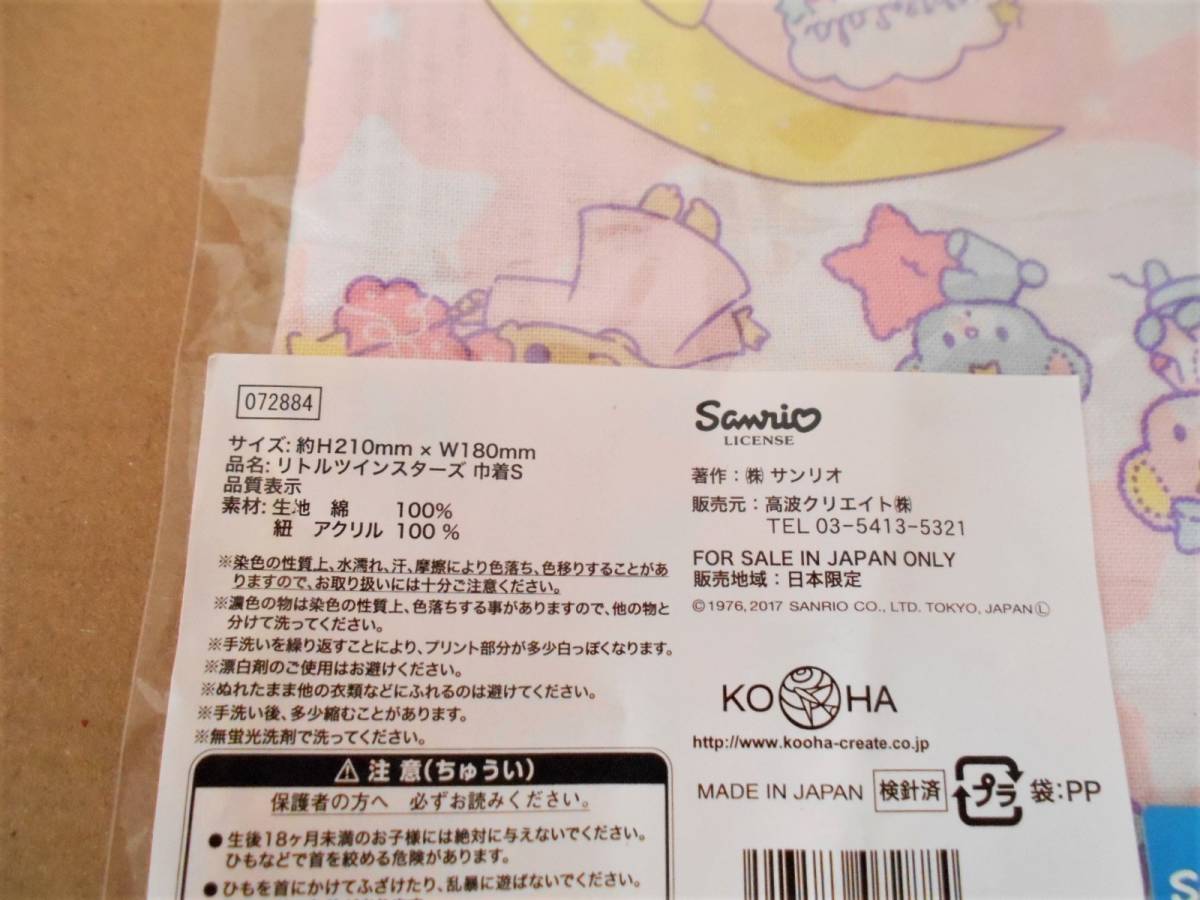 072884
サイズ: 約H210mm × W180mm
品名: リトルツインスターズ 巾着S
品質表示
素材: 生地 綿 100%
紐 アクリル 100 %
※染色の性質上、水濡れ、汗、摩擦により色落ち、色移りすることがあ
りますので、お取り扱いには十分ご注意ください。
※濃色の物は染色の性質上、色落ちする事がありますので、他の物と
分けて洗ってください。
※手洗いを繰り返すことにより、プリント部分が多少白っぽくなります。
※漂白剤のご使用はお避けください。
※ぬれたまま他の衣類などにふれるのは避けてください。
※手洗い後、多少縮むことがあります。
※無蛍光洗剤で洗ってください。
⚠ 注意(ちゅうい)
保護者の方へ 必ずお読みください。
●生後18ヶ月未満のお子様には絶対に与えないでください。
ひもなどで首を絞める危険があります。
●ひもを首にかけてふざけたり、乱暴に遊ばないでください。
Sanrio
LICENSE
著作：㈱ サンリオ
販売元：高波クリエイト㈱
TEL 03-5413-5321
FOR SALE IN JAPAN ONLY
販売地域：日本限定
©1976, 2017 SANRIO CO., LTD. TOKYO, JAPAN Ⓛ
KOOHA
http://www.kooha-create.co.jp
MADE IN JAPAN 検針済 プラ 袋:PP
S